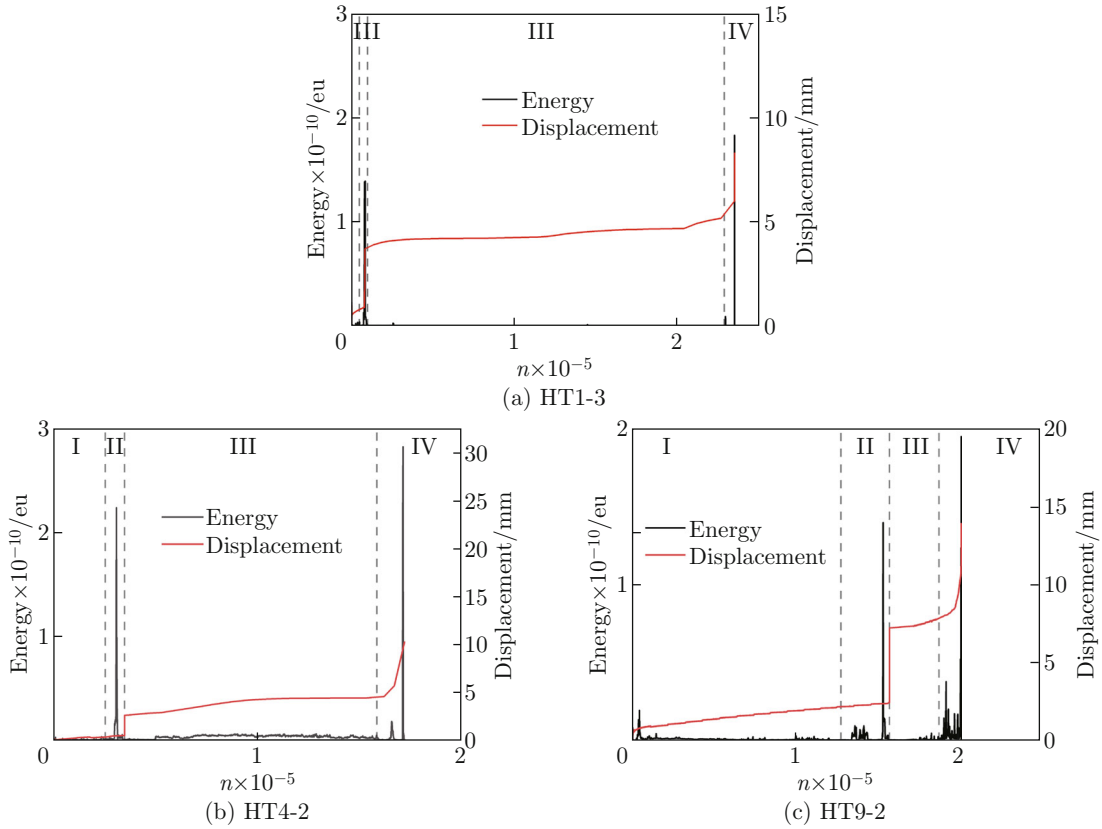 3
2
1
0
Energy×10⁻¹⁰/eu
I II
III
IV
Energy
Displacement
15
10
5
0
Displacement/mm
1
2
n×10⁻⁵
(a) HT1-3
3
2
1
0
Energy×10⁻¹⁰/eu
I
II
III
IV
Energy
Displacement
30
25
20
15
10
5
0
Displacement/mm
1
2
n×10⁻⁵
(b) HT4-2
2
1
0
Energy×10⁻¹⁰/eu
I
II
III
IV
Energy
Displacement
20
15
10
5
0
Displacement/mm
1
2
n×10⁻⁵
(c) HT9-2